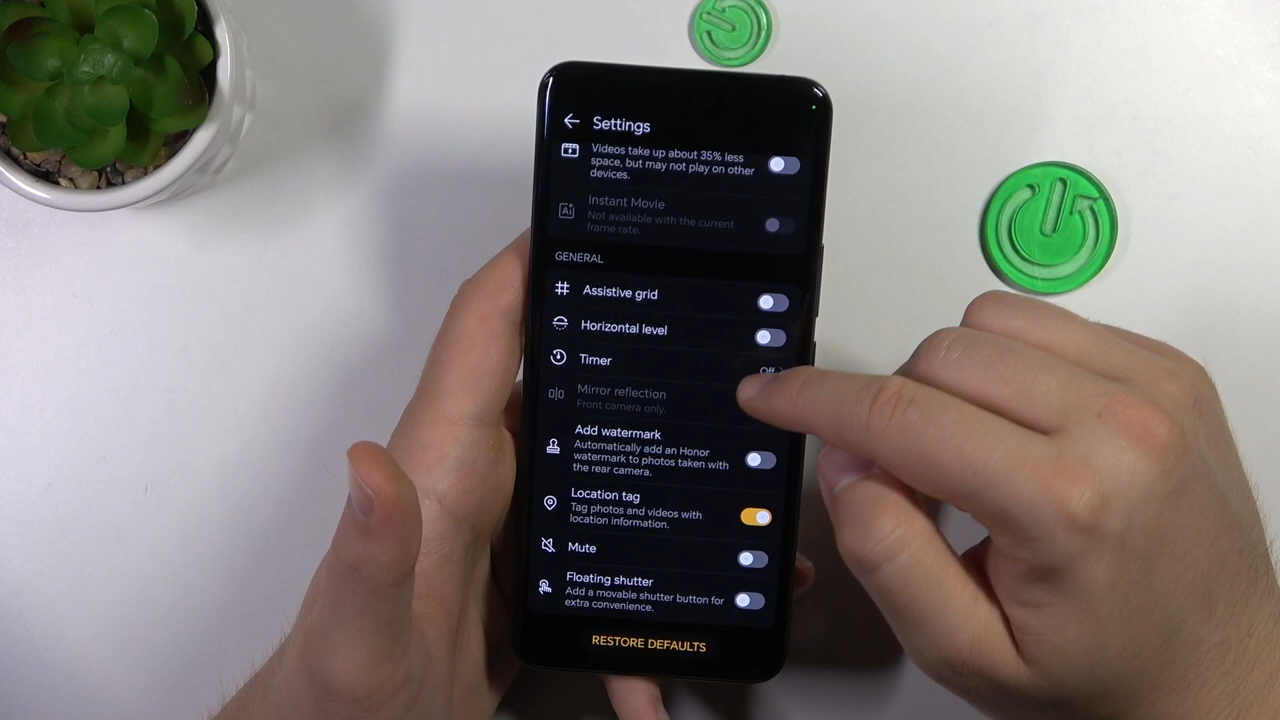 Settings
Videos take up about 35% less
space, but may not play on other
devices.
Instant Movie
Not available with the current
frame rate.
GENERAL
Assistive grid
Horizontal level
Timer
Off
Mirror reflection
Front camera only.
Add watermark
Automatically add an Honor
watermark to photos taken with
the rear camera.
Location tag
Tag photos and videos with
location information.
Mute
Floating shutter
Add a movable shutter button for
extra convenience.
RESTORE DEFAULTS